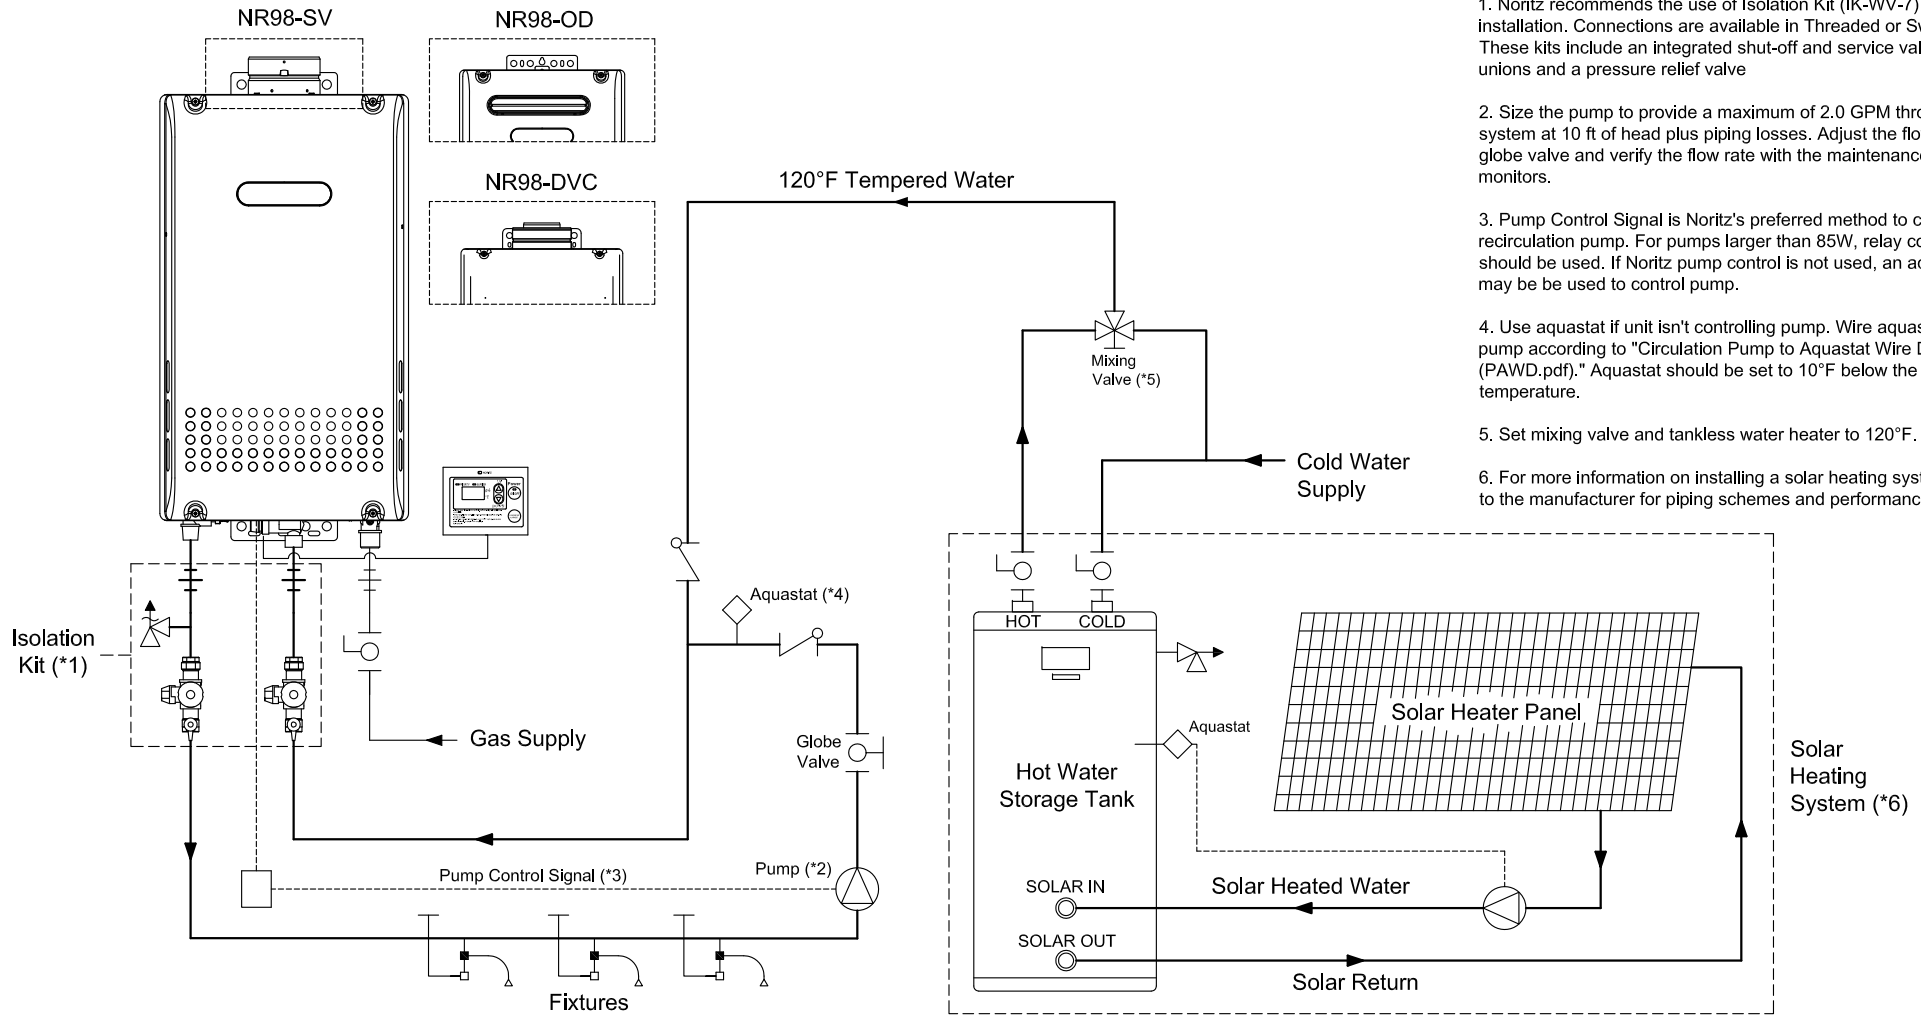 NR98-SV
NR98-OD
NR98-DVC
120°F Tempered Water
Mixing
Valve (*5)
Cold Water
Supply
Isolation
Kit (*1)
Gas Supply
Aquastat (*4)
Globe
Valve
Pump (*2)
Pump Control Signal (*3)
Fixtures
HOT
COLD
Aquastat
Hot Water
Storage Tank
SOLAR IN
SOLAR OUT
Solar Heater Panel
Solar Heated Water
Solar Return
Solar
Heating
System (*6)
1. Noritz recommends the use of Isolation Kit (IK-WV-7)
installation. Connections are available in Threaded or
These kits include an integrated shut-off and service
unions and a pressure relief valve
2. Size the pump to provide a maximum of 2.0 GPM
system at 10 ft of head plus piping losses. Adjust the
globe valve and verify the flow rate with the maintenance
monitors.
3. Pump Control Signal is Noritz's preferred method to
recirculation pump. For pumps larger than 85W, relay
should be used. If Noritz pump control is not used, an
may be be used to control pump.
4. Use aquastat if unit isn't controlling pump. Wire
pump according to "Circulation Pump to Aquastat Wire
(PAWD.pdf)." Aquastat should be set to 10°F below the
temperature.
5. Set mixing valve and tankless water heater to 120°F.
6. For more information on installing a solar heating
to the manufacturer for piping schemes and performance